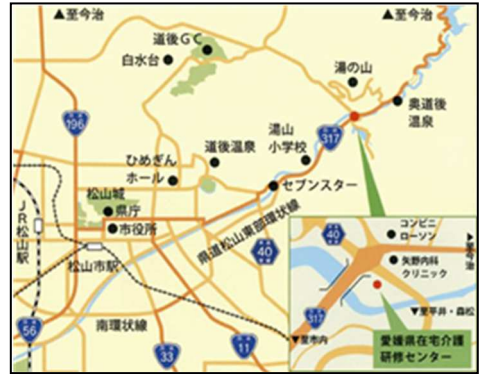 ▲至今治
▲至今治
道後GC
白水台
湯の山
奥道後
温泉
196
317
湯山
小学校
道後温泉
ひめぎん
ホール
セブンスター
松山城
県庁
市役所
JR松山駅
松山市駅
県道松山東部環状線
40
南環状線
56
33
11
40
コンビニ
ローソン
▲至今治
矢野内科
クリニック
317
▼至市内
▼至平井・森松
愛媛県在宅介護
研修センター